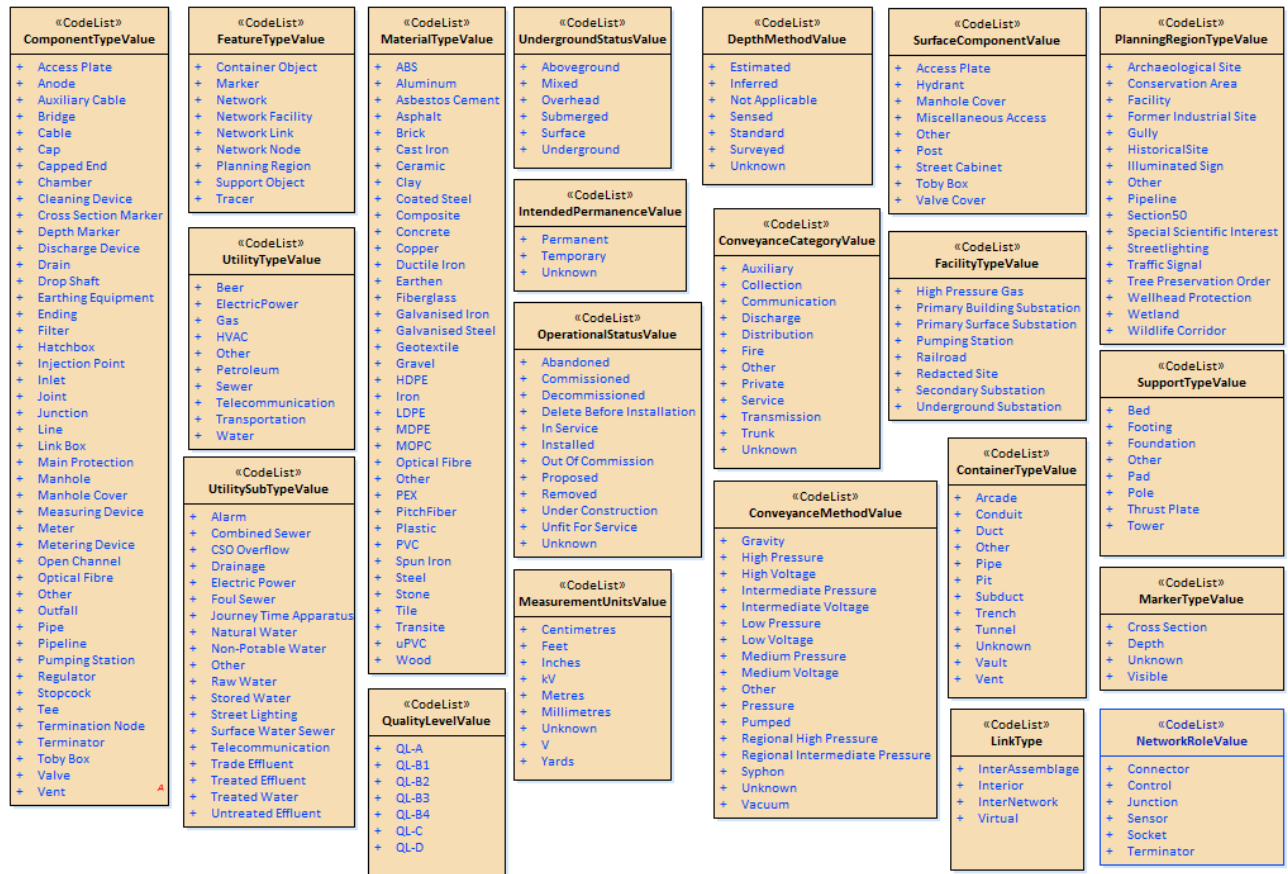 «CodeList»
ComponentTypeValue
+ Access Plate
+ Anode
+ Auxiliary Cable
+ Bridge
+ Cable
+ Cap
+ Capped End
+ Chamber
+ Cleaning Device
+ Cross Section Marker
+ Depth Marker
+ Discharge Device
+ Drain
+ Drop Shaft
+ Earthing Equipment
+ Ending
+ Filter
+ Hatchbox
+ Injection Point
+ Inlet
+ Joint
+ Junction
+ Line
+ Link Box
+ Main Protection
+ Manhole
+ Manhole Cover
+ Measuring Device
+ Meter
+ Metering Device
+ Open Channel
+ Optical Fibre
+ Other
+ Outfall
+ Pipe
+ Pipeline
+ Pumping Station
+ Regulator
+ Stopcock
+ Tee
+ Termination Node
+ Terminator
+ Toby Box
+ Valve
+ Vent
A
«CodeList»
FeatureTypeValue
+ Container Object
+ Marker
+ Network
+ Network Facility
+ Network Link
+ Network Node
+ Planning Region
+ Support Object
+ Tracer
«CodeList»
UtilityTypeValue
+ Beer
+ ElectricPower
+ Gas
+ HVAC
+ Other
+ Petroleum
+ Sewer
+ Telecommunication
+ Transportation
+ Water
«CodeList»
UtilitySubTypeValue
+ Alarm
+ Combined Sewer
+ CSO Overflow
+ Drainage
+ Electric Power
+ Foul Sewer
+ Journey Time Apparatus
+ Natural Water
+ Non-Potable Water
+ Other
+ Raw Water
+ Stored Water
+ Street Lighting
+ Surface Water Sewer
+ Telecommunication
+ Trade Effluent
+ Treated Effluent
+ Treated Water
+ Untreated Effluent
«CodeList»
MaterialTypeValue
+ ABS
+ Aluminum
+ Asbestos Cement
+ Asphalt
+ Brick
+ Cast Iron
+ Ceramic
+ Clay
+ Coated Steel
+ Composite
+ Concrete
+ Copper
+ Ductile Iron
+ Earthen
+ Fiberglass
+ Galvanised Iron
+ Galvanised Steel
+ Geotextile
+ Gravel
+ HDPE
+ Iron
+ LDPE
+ MDPE
+ MOPC
+ Optical Fibre
+ Other
+ PEX
+ PitchFiber
+ Plastic
+ PVC
+ Spun Iron
+ Steel
+ Stone
+ Tile
+ Transite
+ uPVC
+ Wood
«CodeList»
QualityLevelValue
+ QL-A
+ QL-B1
+ QL-B2
+ QL-B3
+ QL-B4
+ QL-C
+ QL-D
«CodeList»
UndergroundStatusValue
+ Aboveground
+ Mixed
+ Overhead
+ Submerged
+ Surface
+ Underground
«CodeList»
IntendedPermanenceValue
+ Permanent
+ Temporary
+ Unknown
«CodeList»
OperationalStatusValue
+ Abandoned
+ Commissioned
+ Decommissioned
+ Delete Before Installation
+ In Service
+ Installed
+ Out Of Commission
+ Proposed
+ Removed
+ Under Construction
+ Unfit For Service
+ Unknown
«CodeList»
MeasurementUnitsValue
+ Centimetres
+ Feet
+ Inches
+ kV
+ Metres
+ Millimetres
+ Unknown
+ V
+ Yards
«CodeList»
DepthMethodValue
+ Estimated
+ Inferred
+ Not Applicable
+ Sensed
+ Standard
+ Surveyed
+ Unknown
«CodeList»
ConveyanceCategoryValue
+ Auxiliary
+ Collection
+ Communication
+ Discharge
+ Distribution
+ Fire
+ Other
+ Private
+ Service
+ Transmission
+ Trunk
+ Unknown
«CodeList»
ConveyanceMethodValue
+ Gravity
+ High Pressure
+ High Voltage
+ Intermediate Pressure
+ Intermediate Voltage
+ Low Pressure
+ Low Voltage
+ Medium Pressure
+ Medium Voltage
+ Other
+ Pressure
+ Pumped
+ Regional High Pressure
+ Regional Intermediate Pressure
+ Syphon
+ Unknown
+ Vacuum
«CodeList»
SurfaceComponentValue
+ Access Plate
+ Hydrant
+ Manhole Cover
+ Miscellaneous Access
+ Other
+ Post
+ Street Cabinet
+ Toby Box
+ Valve Cover
«CodeList»
FacilityTypeValue
+ High Pressure Gas
+ Primary Building Substation
+ Primary Surface Substation
+ Pumping Station
+ Railroad
+ Redacted Site
+ Secondary Substation
+ Underground Substation
«CodeList»
ContainerTypeValue
+ Arcade
+ Conduit
+ Duct
+ Other
+ Pipe
+ Pit
+ Subduct
+ Trench
+ Tunnel
+ Unknown
+ Vault
+ Vent
«CodeList»
LinkType
+ InterAssemblage
+ Interior
+ InterNetwork
+ Virtual
«CodeList»
PlanningRegionTypeValue
+ Archaeological Site
+ Conservation Area
+ Facility
+ Former Industrial Site
+ Gully
+ HistoricalSite
+ Illuminated Sign
+ Other
+ Pipeline
+ Section50
+ Special Scientific Interest
+ Streetlighting
+ Traffic Signal
+ Tree Preservation Order
+ Wellhead Protection
+ Wetland
+ Wildlife Corridor
«CodeList»
SupportTypeValue
+ Bed
+ Footing
+ Foundation
+ Other
+ Pad
+ Pole
+ Thrust Plate
+ Tower
«CodeList»
MarkerTypeValue
+ Cross Section
+ Depth
+ Unknown
+ Visible
«CodeList»
NetworkRoleValue
+ Connector
+ Control
+ Junction
+ Sensor
+ Socket
+ Terminator